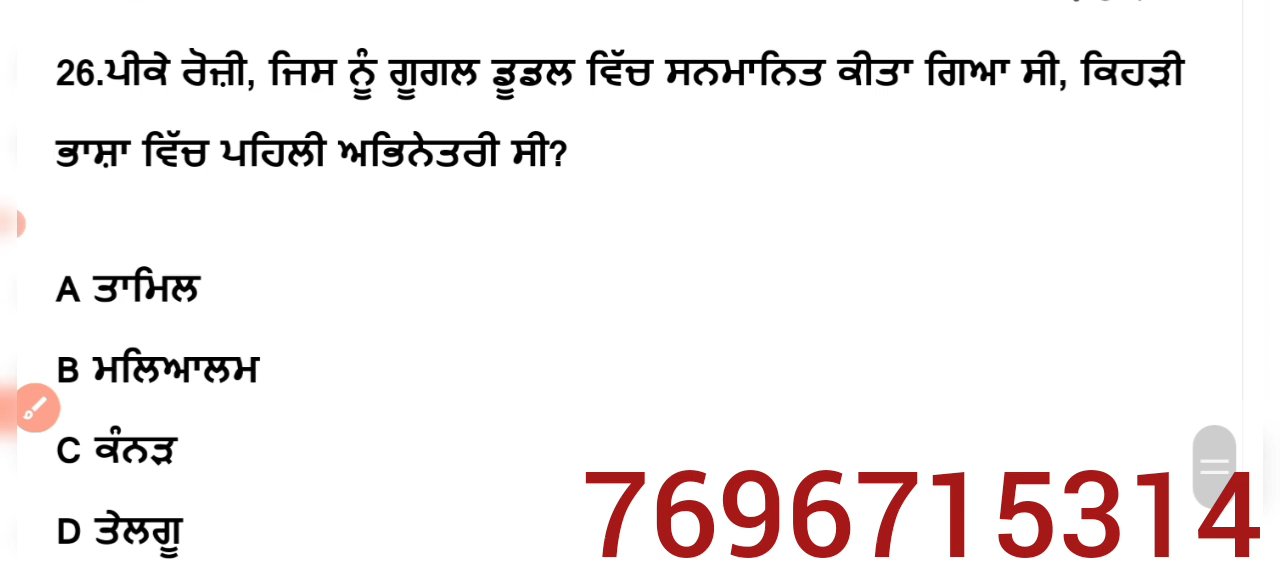 26.ਪੀਕੇ ਰੋਜ਼ੀ, ਜਿਸ ਨੂੰ ਗੂਗਲ ਡੂਡਲ ਵਿੱਚ ਸਨਮਾਨਿਤ ਕੀਤਾ ਗਿਆ ਸੀ, ਕਿਹੜੀ
ਭਾਸ਼ਾ ਵਿੱਚ ਪਹਿਲੀ ਅਭਿਨੇਤਰੀ ਸੀ?
A ਤਾਮਿਲ
B ਮਲਿਆਲਮ
C ਕੰਨੜ
D ਤੇਲਗੂ
7696715314